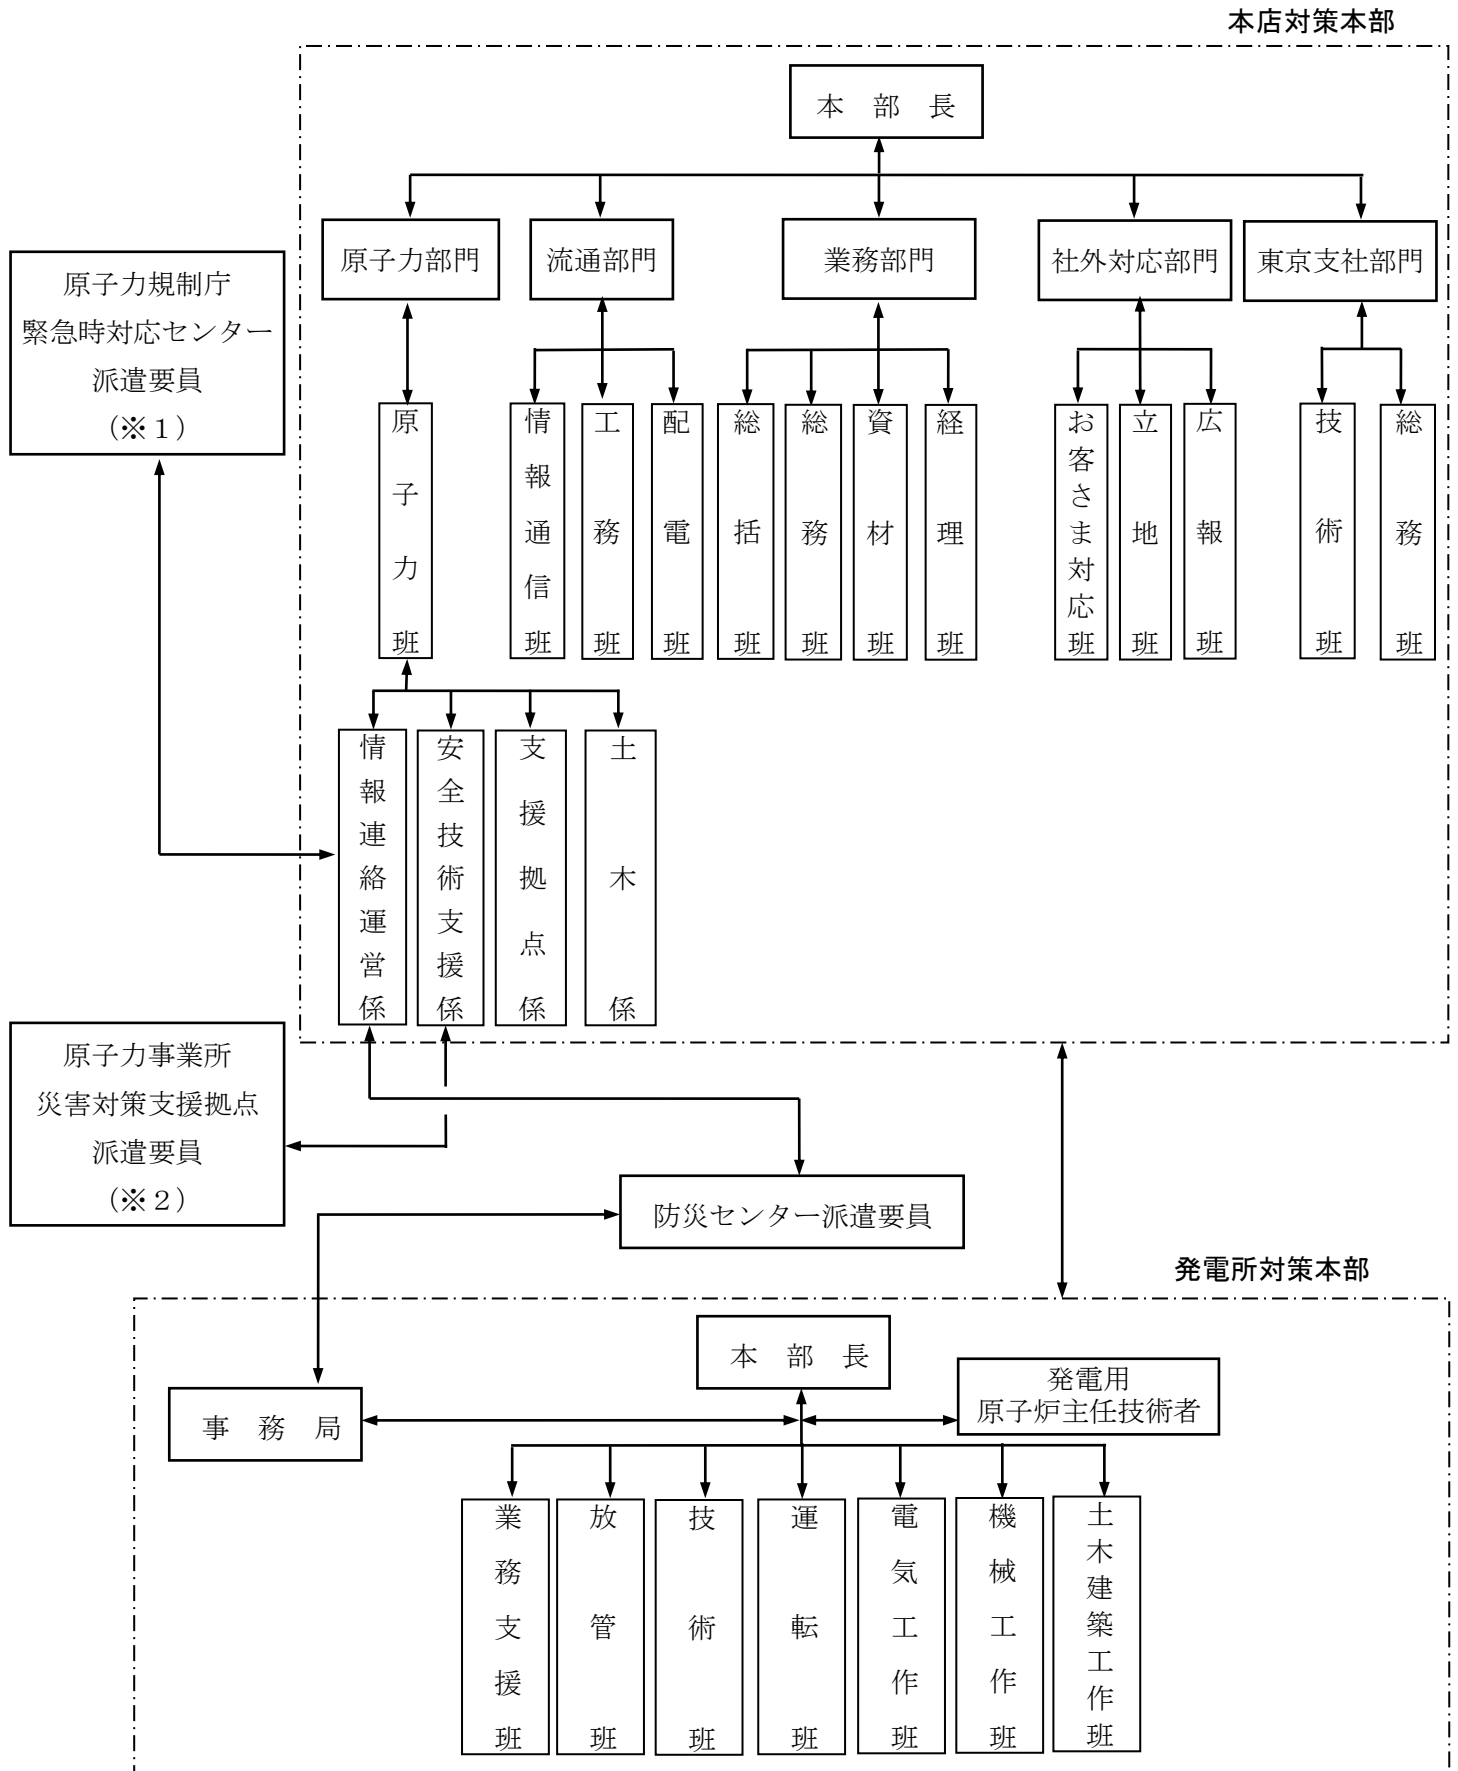 本店対策本部
本　部　長
原子力部門
流通部門
業務部門
社外対応部門
東京支社部門
原子力規制庁
緊急時対応センター
派遣要員
（※１）
原子力班
情報通信班
工務班
配電班
総括班
総務班
資材班
経理班
お客さま対応班
立地班
広報班
技術班
総務班
情報連絡運営係
安全技術支援係
支援拠点係
土木係
原子力事業所
災害対策支援拠点
派遣要員
（※２）
防災センター派遣要員
発電所対策本部
本　部　長
発電用
原子炉主任技術者
事　務　局
業務支援班
放管班
技術班
運転班
電気工作班
機械工作班
土木建築工作班